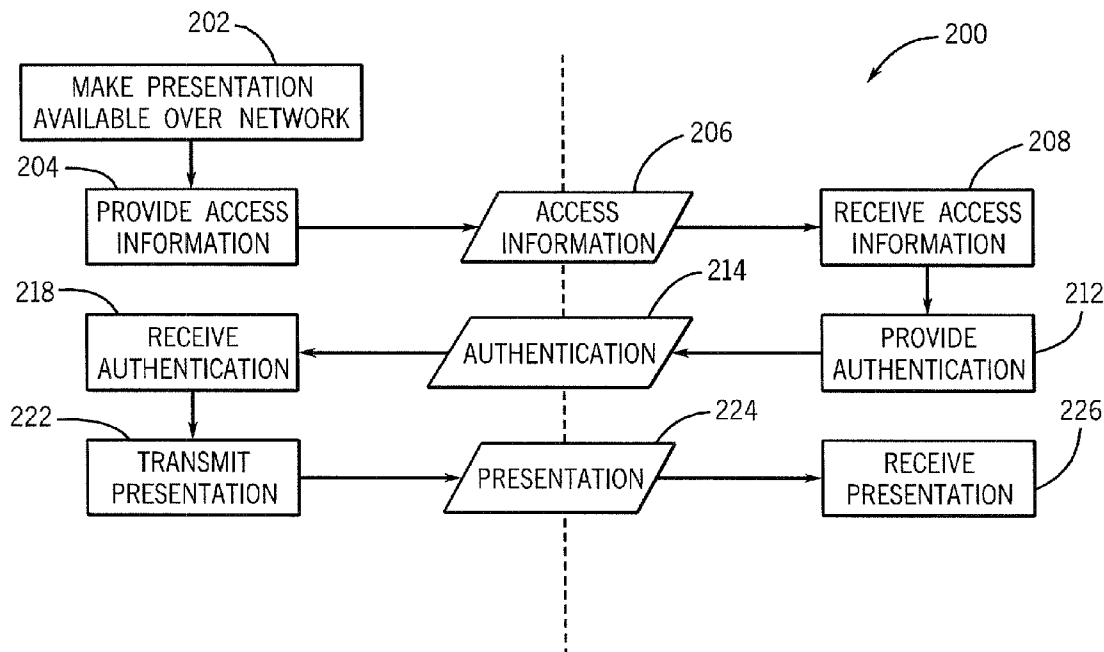 202
200
MAKE PRESENTATION
AVAILABLE OVER NETWORK
204
206
208
PROVIDE ACCESS
INFORMATION
ACCESS
INFORMATION
RECEIVE ACCESS
INFORMATION
218
214
212
RECEIVE
AUTHENTICATION
AUTHENTICATION
PROVIDE
AUTHENTICATION
222
224
226
TRANSMIT
PRESENTATION
PRESENTATION
RECEIVE
PRESENTATION